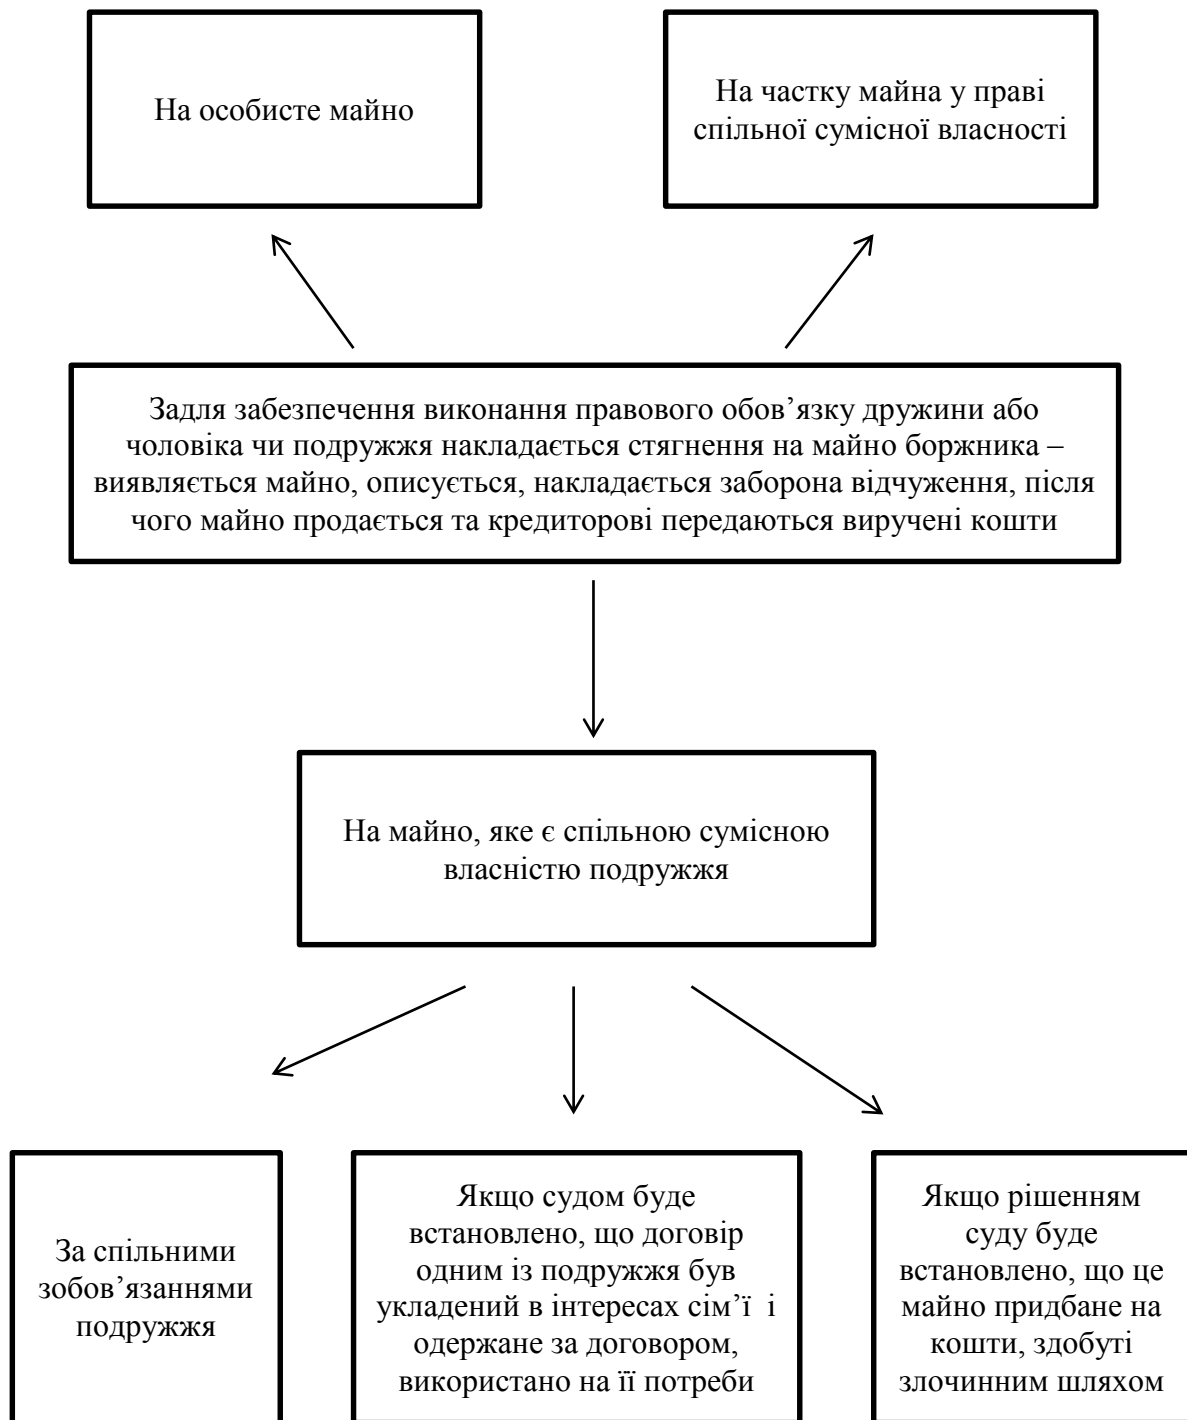 На особисте майно
На частку майна у праві
спільної сумісної власності
Задля забезпечення виконання правового обов’язку дружини або
чоловіка чи подружжя накладається стягнення на майно боржника –
виявляється майно, описується, накладається заборона відчуження, після
чого майно продається та кредиторові передаються виручені кошти
На майно, яке є спільною сумісною
власністю подружжя
За спільними
зобов’язаннями
подружжя
Якщо судом буде
встановлено, що договір
одним із подружжя був
укладений в інтересах сім’ї і
одержане за договором,
використано на її потреби
Якщо рішенням
суду буде
встановлено, що це
майно придбане на
кошти, здобуті
злочинним шляхом